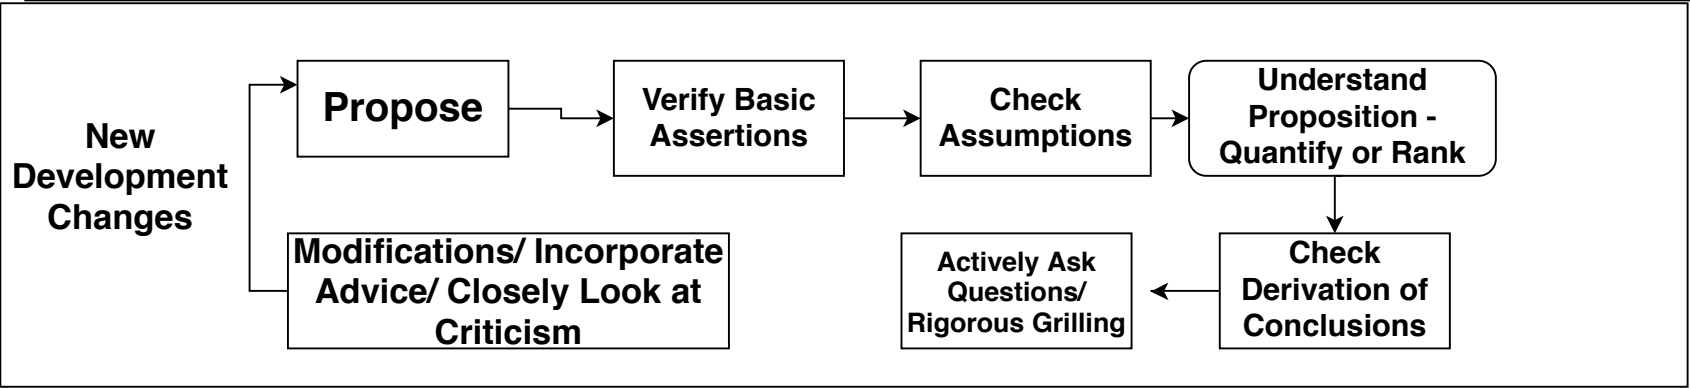 New
Development
Changes
Propose
Verify Basic
Assertions
Check
Assumptions
Understand
Proposition -
Quantify or Rank
Check
Derivation of
Conclusions
Actively Ask
Questions/
Rigorous Grilling
Modifications/ Incorporate
Advice/ Closely Look at
Criticism